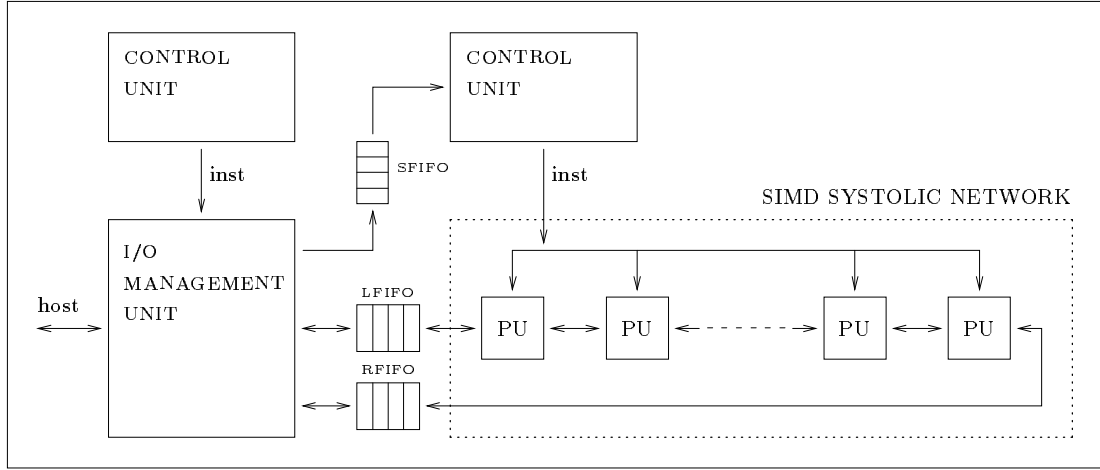 CONTROL
UNIT
CONTROL
UNIT
inst
SFIFO
inst
SIMD SYSTOLIC NETWORK
I/O
MANAGEMENT
UNIT
host
LFIFO
PU
PU
PU
PU
RFIFO